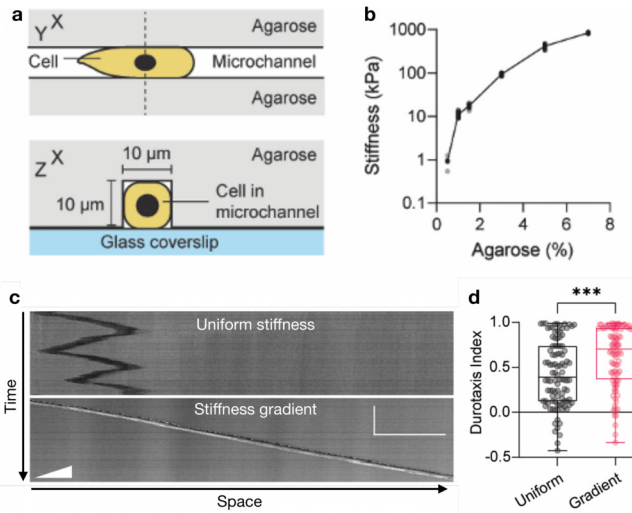 a
Y X
Agarose
Cell
Microchannel
Agarose
Z X
10 µm
Agarose
10 µm
Cell in
microchannel
Glass coverslip
b
Stiffness (kPa)
1000
100
10
1
0.1
0 2 4 6 8
Agarose (%)
c
Time
Uniform stiffness
Stiffness gradient
Space
d
***
Durotaxis Index
1.0
0.5
0.0
-0.5
Uniform
Gradient